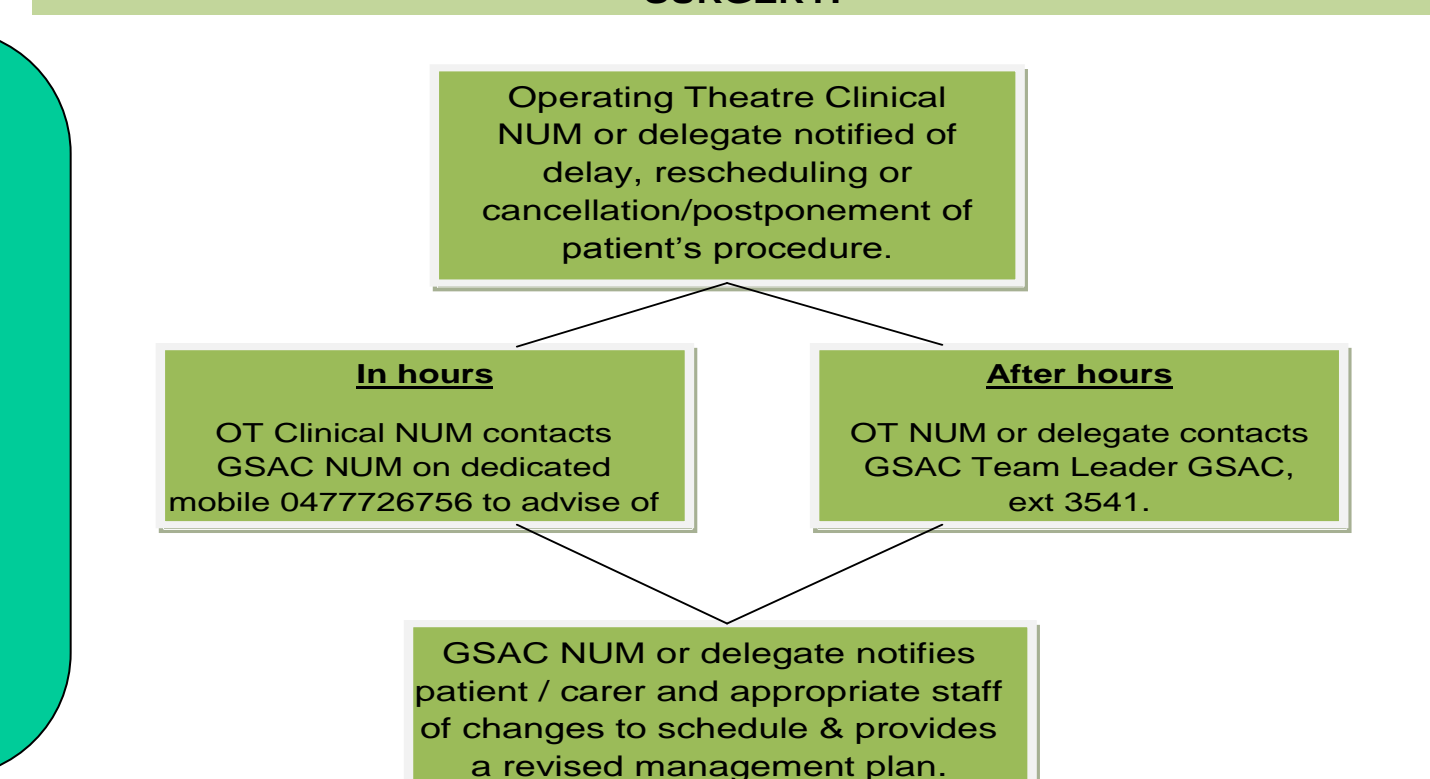 Operating Theatre Clinical
NUM or delegate notified of
delay, rescheduling or
cancellation/postponement of
patient’s procedure.
In hours
OT Clinical NUM contacts
GSAC NUM on dedicated
mobile 0477726756 to advise of
After hours
OT NUM or delegate contacts
GSAC Team Leader GSAC,
ext 3541.
GSAC NUM or delegate notifies
patient / carer and appropriate staff
of changes to schedule & provides
a revised management plan.